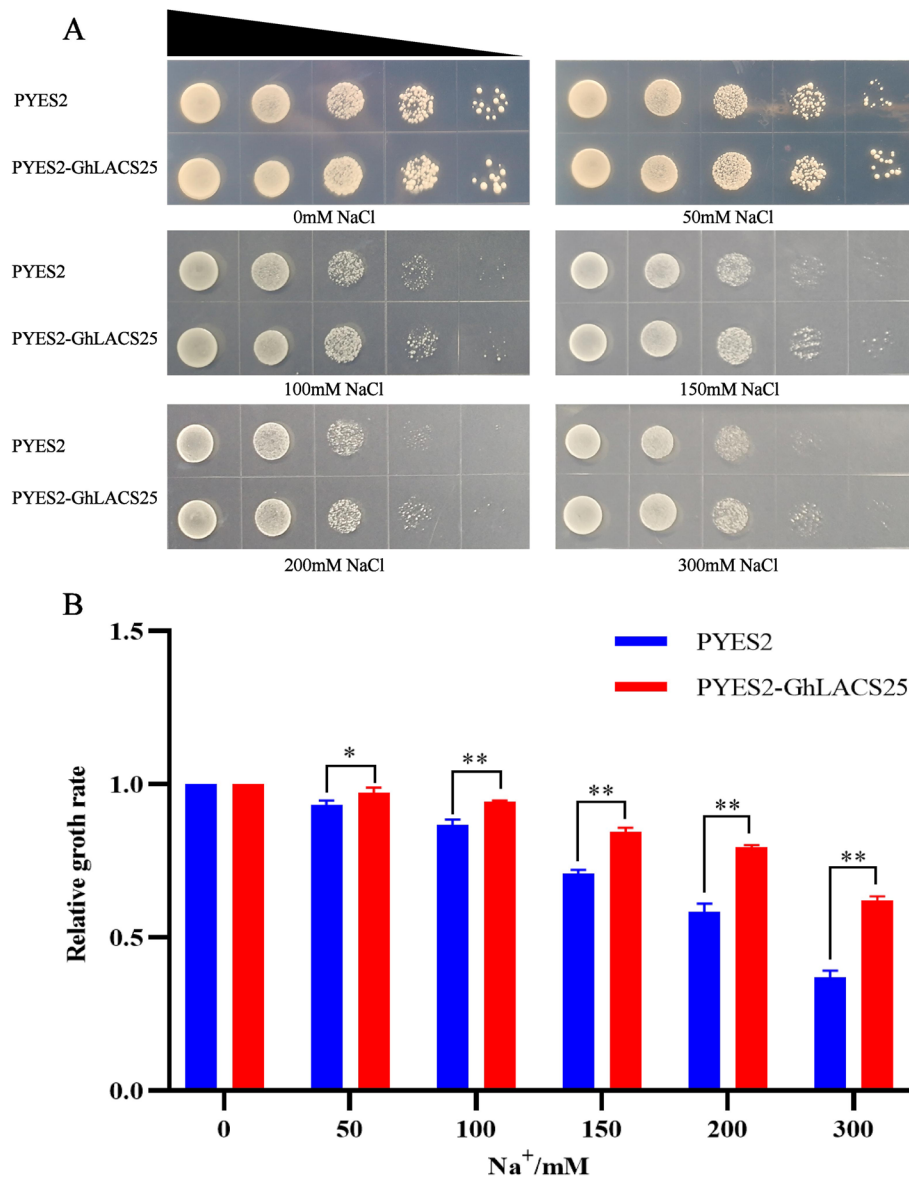 A
PYES2
PYES2-GhLACS25
0mM NaCl
50mM NaCl
PYES2
PYES2-GhLACS25
100mM NaCl
150mM NaCl
PYES2
PYES2-GhLACS25
200mM NaCl
300mM NaCl
B
1.5
1.0
0.5
0.0
Relative groth rate
PYES2
PYES2-GhLACS25
*
**
**
**
**
0 50 100 150 200 300
Na⁺/mM